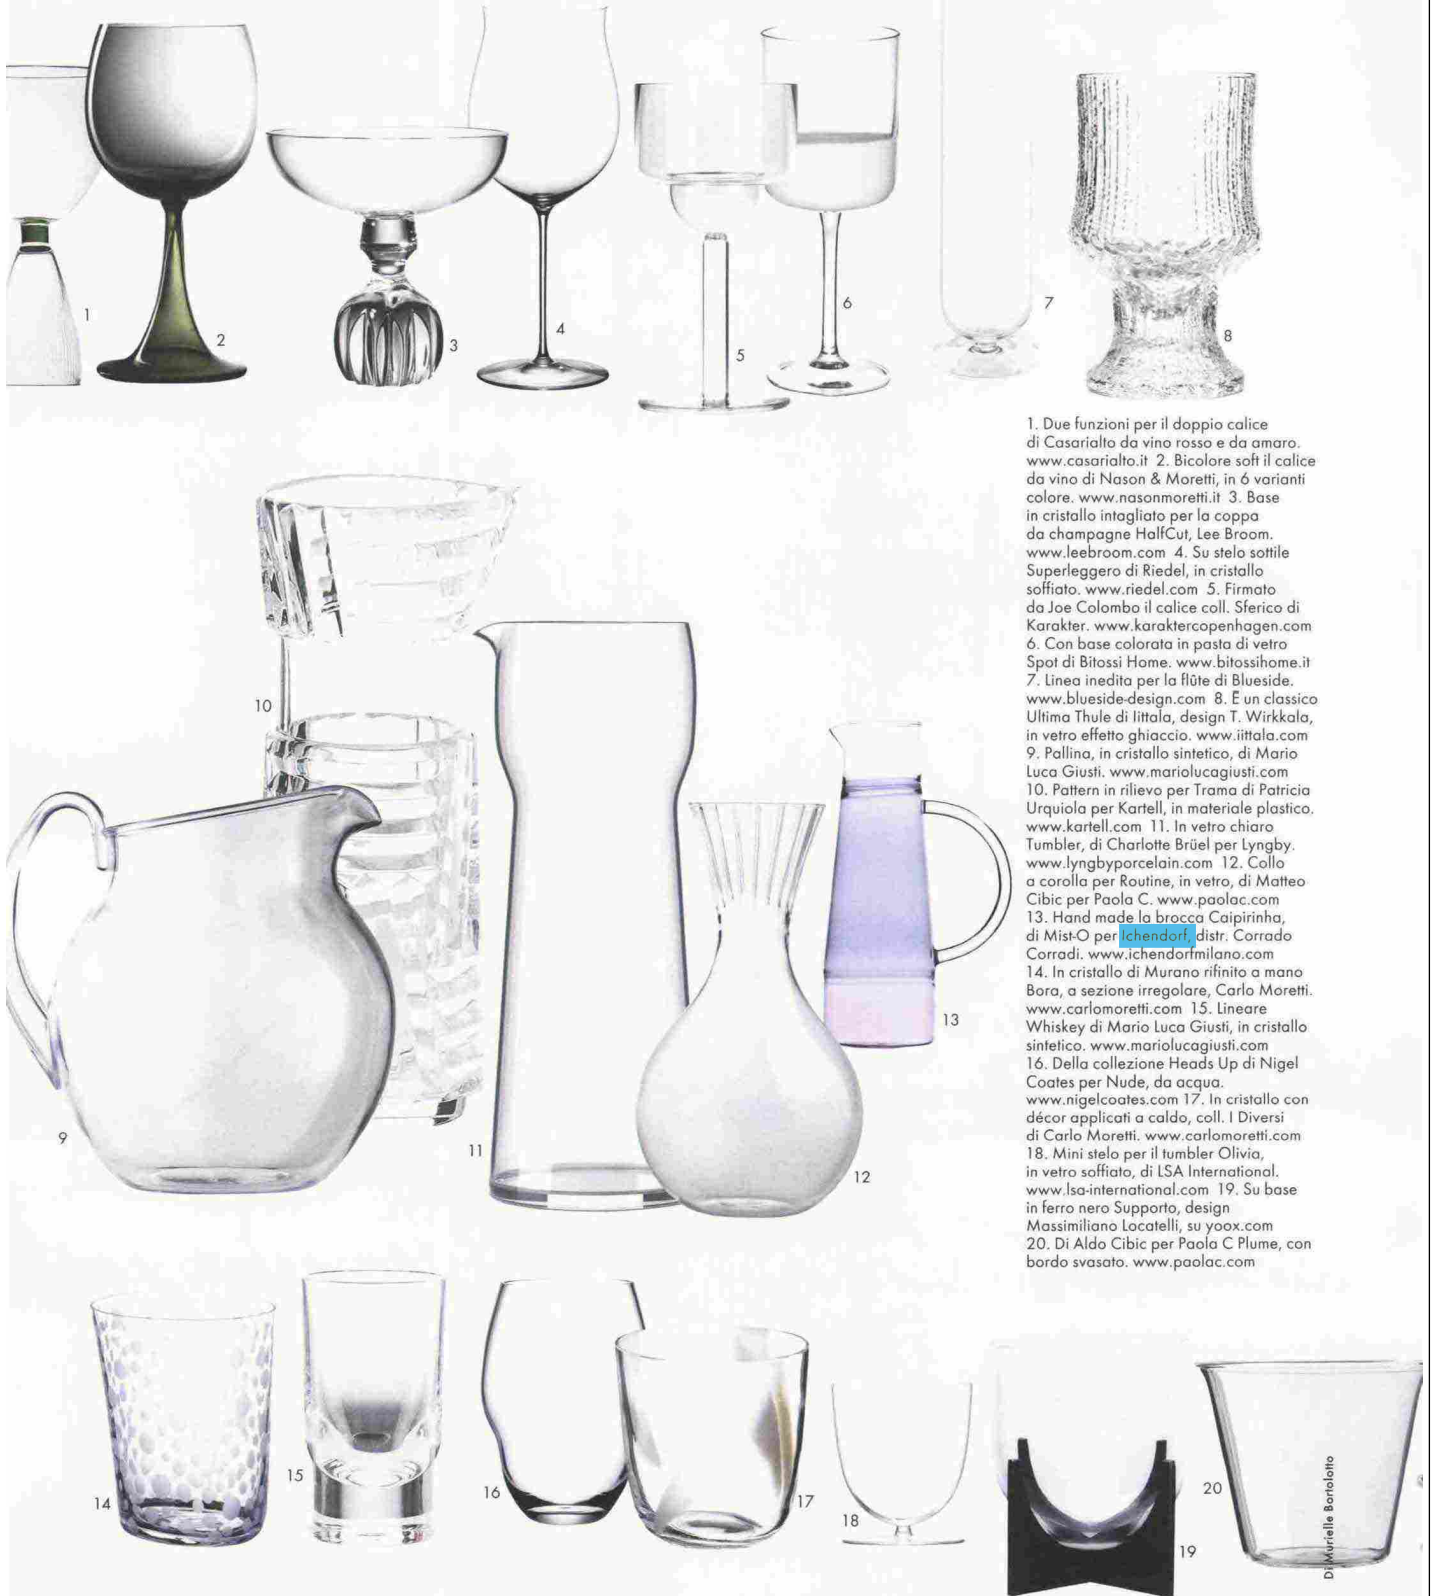 1
2
3
4
5
6
7
8
1. Due funzioni per il doppio calice
di Casarialto da vino rosso e da amaro.
www.casarialto.it 2. Bicolore soft il calice
da vino di Nason & Moretti, in 6 varianti
colore. www.nasonmoretti.it 3. Base
in cristallo intagliato per la coppa
da champagne HalfCut, Lee Broom.
www.leebroom.com 4. Su stelo sottile
Superleggero di Riedel, in cristallo
soffiato. www.riedel.com 5. Firmato
da Joe Colombo il calice coll. Sferico di
Karakter. www.karaktercopenhagen.com
6. Con base colorata in pasta di vetro
Spot di Bitossi Home. www.bitossihome.it
7. Linea inedita per la flûte di Blueside.
www.blueside-design.com 8. È un classico
Ultima Thule di Iittala, design T. Wirkkala,
in vetro effetto ghiaccio. www.iittala.com
9. Pallina, in cristallo sintetico, di Mario
Luca Giusti. www.mariolucagiusti.com
10. Pattern in rilievo per Trama di Patricia
Urquiola per Kartell, in materiale plastico.
www.kartell.com 11. In vetro chiaro
Tumbler, di Charlotte Brüel per Lyngby.
www.lyngbyporcelain.com 12. Collo
a corolla per Routine, in vetro, di Matteo
Cibic per Paola C. www.paolac.com
13. Hand made la brocca Caipirinha,
di Mist-O per Ichendorf, distr. Corrado
Corradi. www.ichendorfmilano.com
14. In cristallo di Murano rifinito a mano
Bora, a sezione irregolare, Carlo Moretti.
www.carlomoretti.com 15. Lineare
Whiskey di Mario Luca Giusti, in cristallo
sintetico. www.mariolucagiusti.com
16. Della collezione Heads Up di Nigel
Coates per Nude, da acqua.
www.nigelcoates.com 17. In cristallo con
décor applicati a caldo, coll. I Diversi
di Carlo Moretti. www.carlomoretti.com
18. Mini stelo per il tumbler Olivia,
in vetro soffiato, di LSA International.
www.lsa-international.com 19. Su base
in ferro nero Supporto, design
Massimiliano Locatelli, su yoox.com
20. Di Aldo Cibic per Paola C Plume, con
bordo svasato. www.paolac.com
10
13
9
11
12
14
15
16
17
18
19
20
Di Murielle Bortolotto